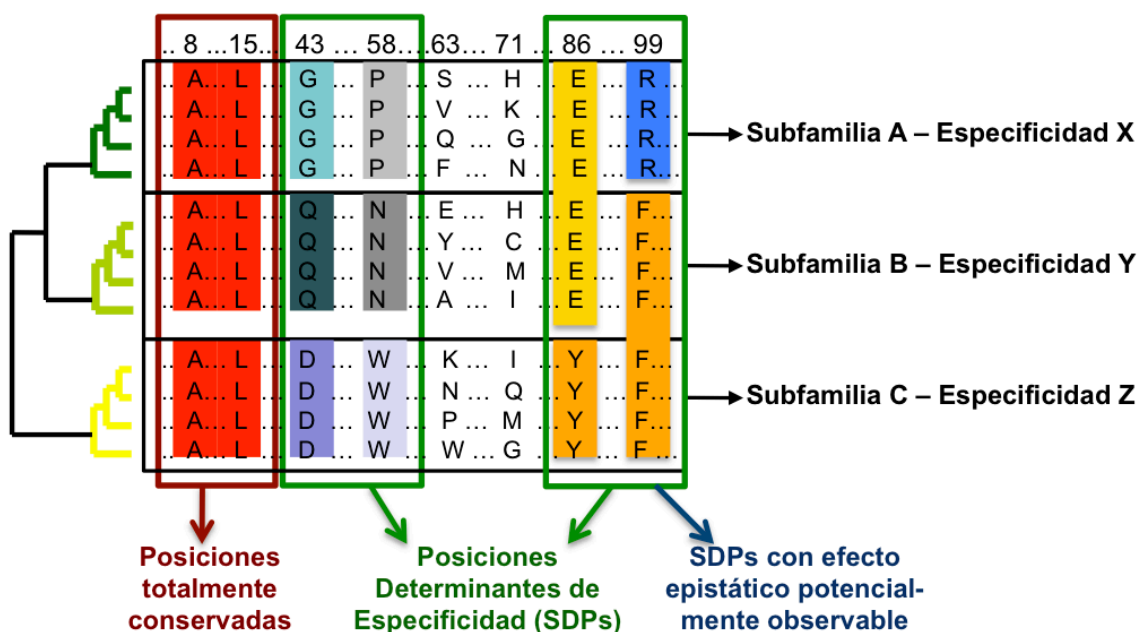 .. 8 ...15... 43 ... 58....63... 71 ... 86 ... 99
.. A... L ... G ... P ... S ... H ... E ... R ...
.. A... L ... G ... P ... V ... K ... E ... R...
.. A... L ... G ... P ... Q ... G ... E ... R...
.. A... L ... G ... P ... F ... N ... E ... R...
Subfamilia A – Especificidad X
.. A... L ... Q ... N ... E ... H ... E ... F...
.. A... L ... Q ... N ... Y ... C ... E ... F...
.. A... L ... Q ... N ... V ... M ... E ... F...
.. A... L ... Q ... N ... A ... I ... E ... F...
Subfamilia B – Especificidad Y
.. A... L ... D ... W ... K ... I ... Y ... F...
.. A... L ... D ... W ... N ... Q ... Y ... F...
.. A... L ... D ... W ... P ... M ... Y ... F...
.. A... L ... D ... W ... W ... G ... Y ... F ...
Subfamilia C – Especificidad Z
Posiciones
totalmente
conservadas
Posiciones
Determinantes de
Especificidad (SDPs)
SDPs con efecto
epistático potencial-
mente observable